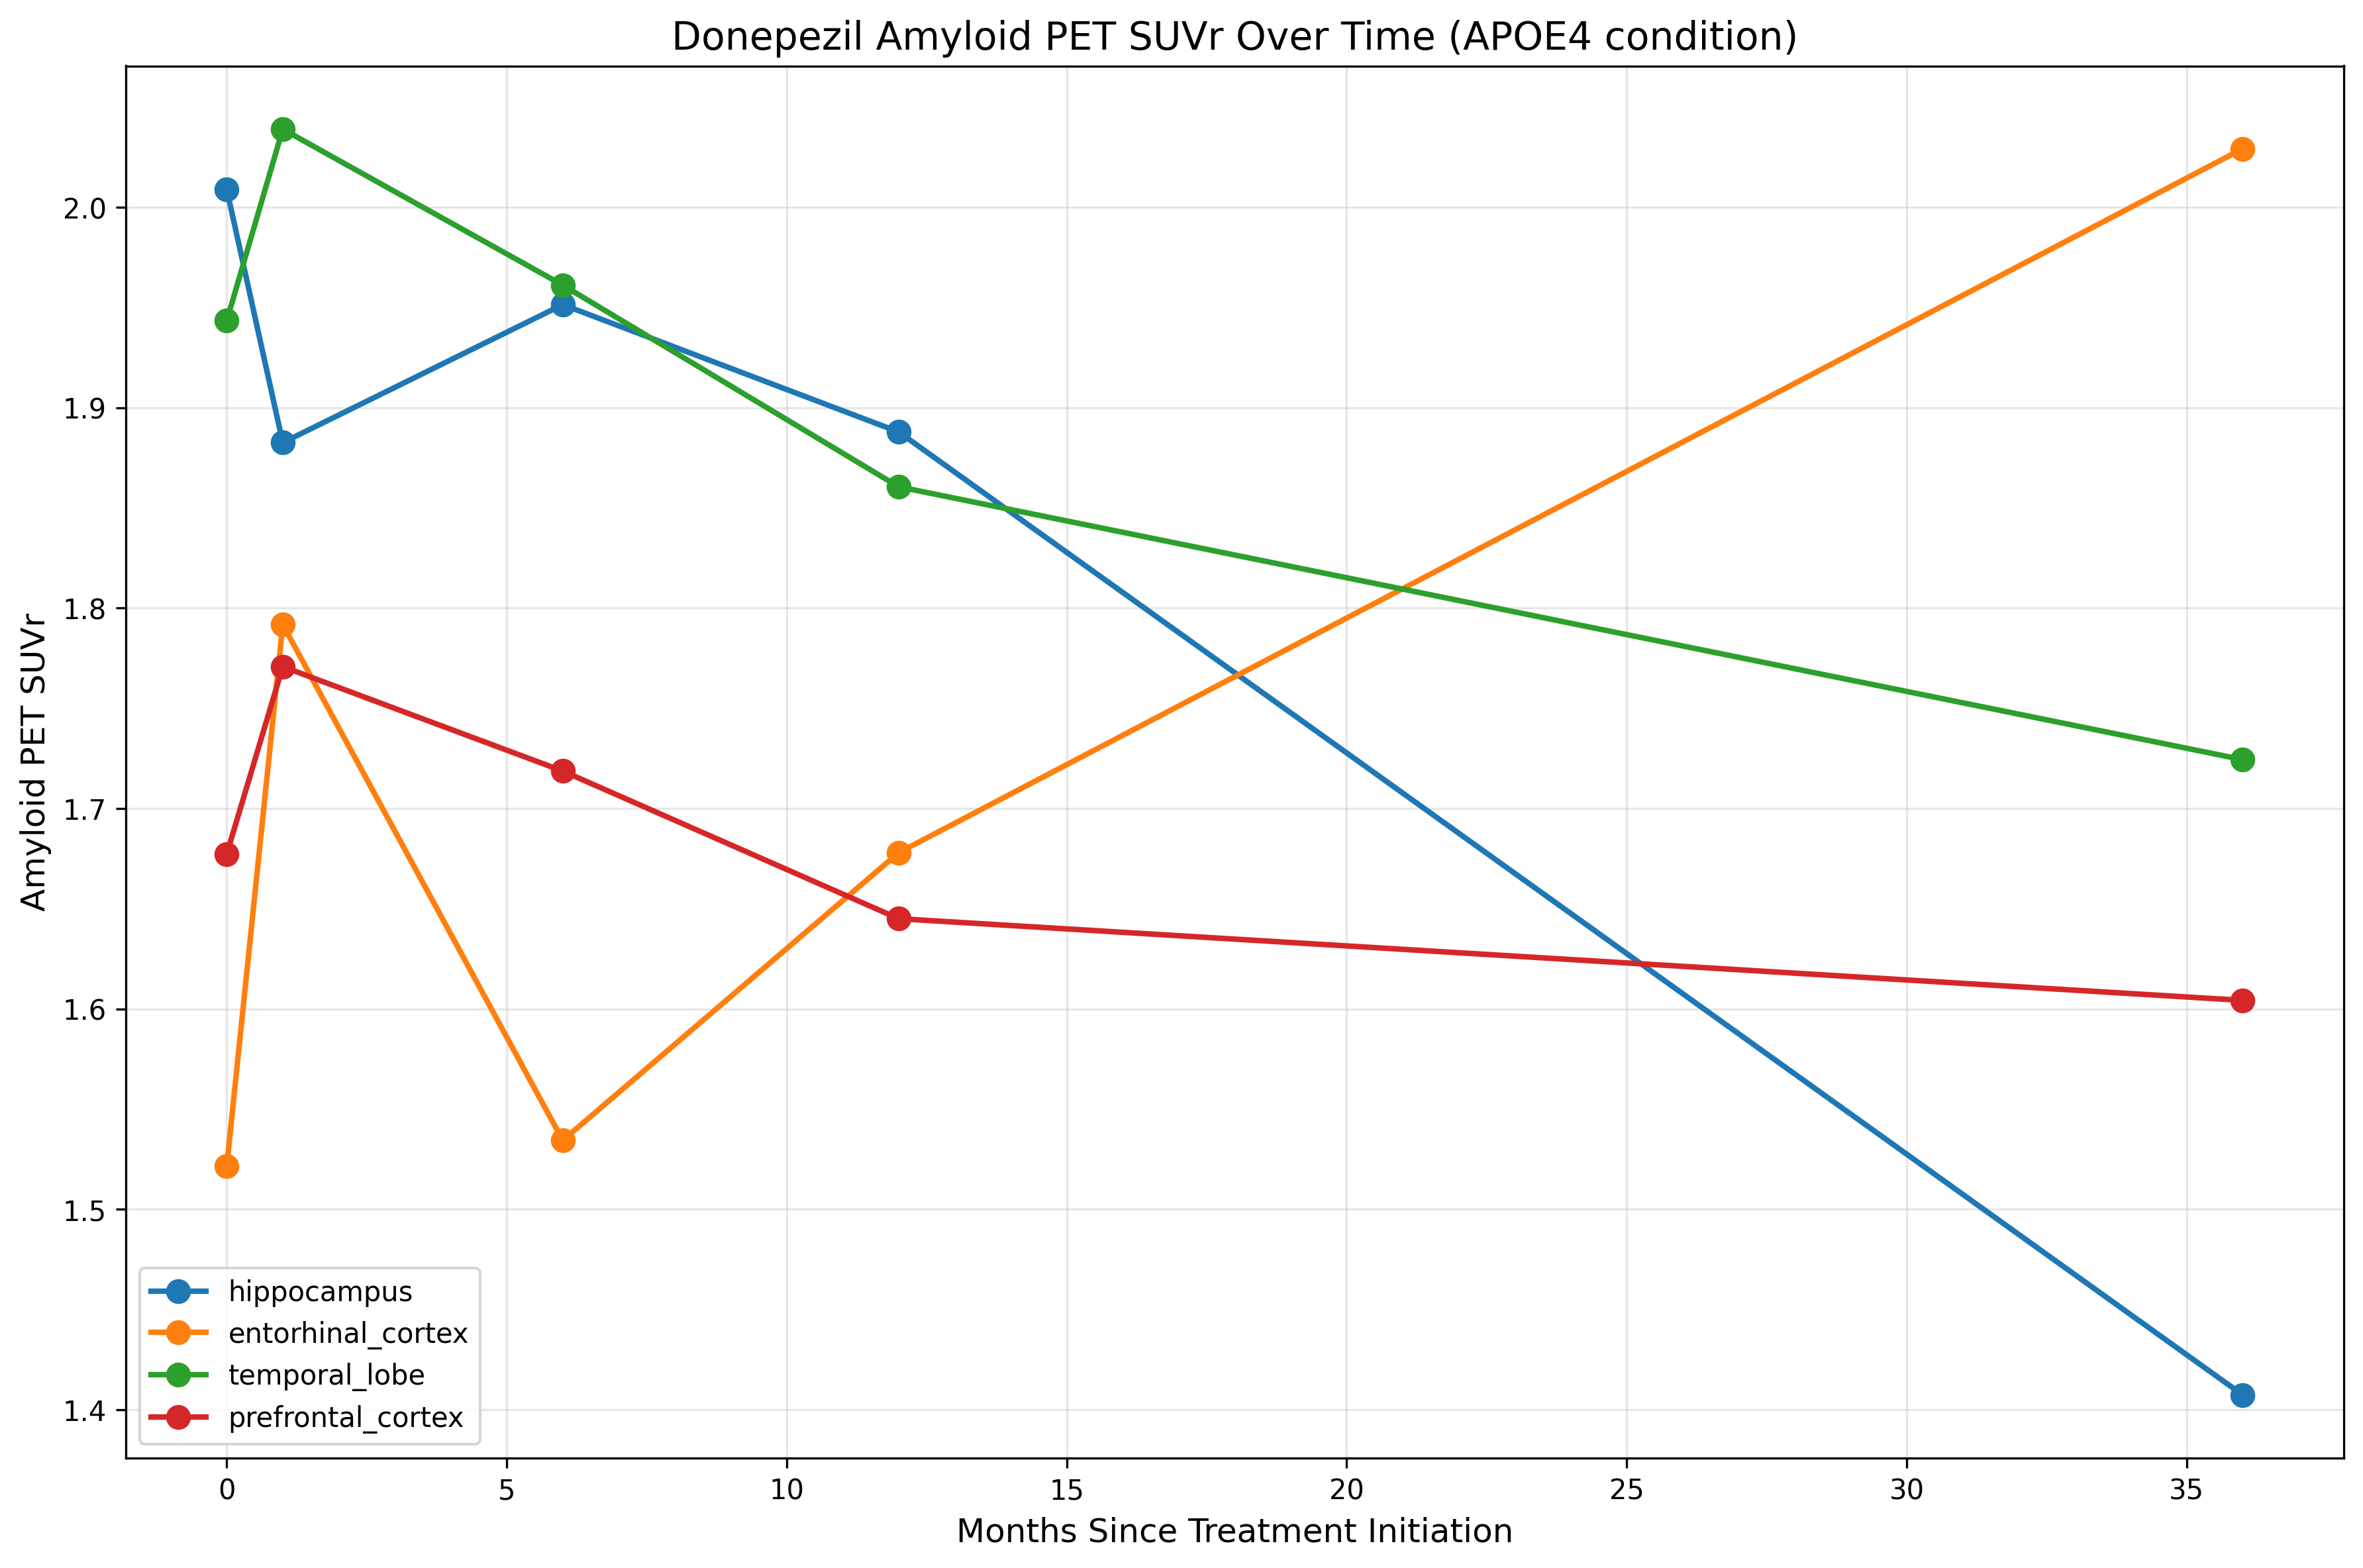 Donepezil Amyloid PET SUVr Over Time (APOE4 condition)
Amyloid PET SUVr
2.0
1.9
1.8
1.7
1.6
1.5
1.4
hippocampus
entorhinal_cortex
temporal_lobe
prefrontal_cortex
0 5 10 15 20 25 30 35
Months Since Treatment Initiation